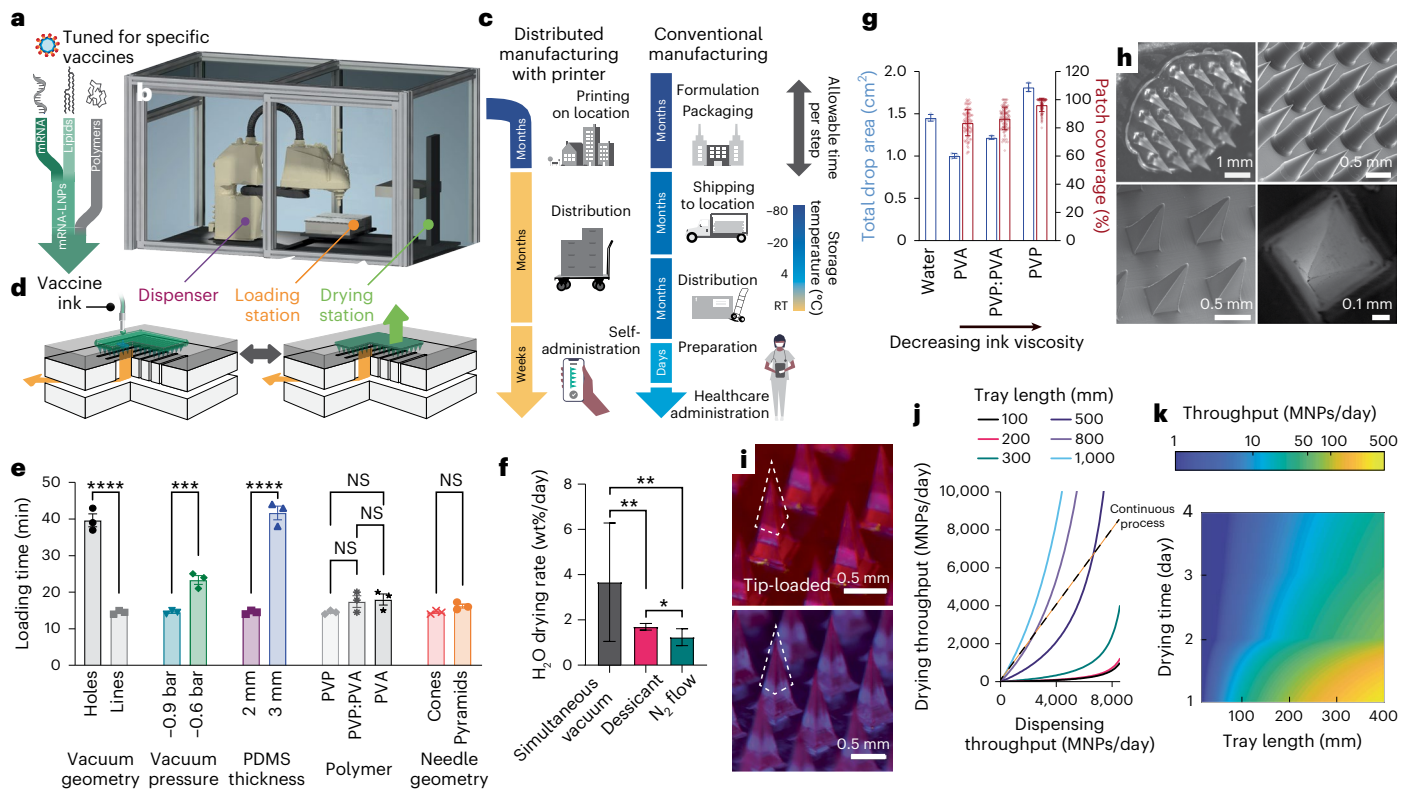 a
Tuned for specific
vaccines
mRNA
Lipids
Polymers
mRNA-LNPs
b
Dispenser
Loading
station
Drying
station
c
Distributed
manufacturing
with printer
Conventional
manufacturing
Months
Printing
on location
Months
Distribution
Weeks
Self-
administration
Months
Formulation
Packaging
Months
Shipping
to location
Months
Distribution
Days
Preparation
Healthcare
administration
Allowable time
per step
Storage
temperature (°C)
−80
−20
4
RT
d
Vaccine
ink
e
Loading time (min)
50
40
30
20
10
0
****
***
****
NS
NS
NS
NS
Holes
Lines
−0.9 bar
−0.6 bar
2 mm
3 mm
PVP
PVP:PVA
PVA
Cones
Pyramids
Vacuum
geometry
Vacuum
pressure
PDMS
thickness
Polymer
Needle
geometry
f
H2O drying rate (wt%/day)
8
6
4
2
0
**
**
*
Simultaneous
vacuum
Dessicant
N2 flow
g
Total drop area (cm2)
2.0
1.5
1.0
0.5
0
Patch coverage (%)
120
100
80
60
40
20
0
Water
PVA
PVP:PVA
PVP
Decreasing ink viscosity
h
1 mm
0.5 mm
0.5 mm
0.1 mm
i
Tip-loaded
0.5 mm
0.5 mm
j
Tray length (mm)
100
200
300
500
800
1,000
Drying throughput (MNPs/day)
10,000
8,000
6,000
4,000
2,000
0
Continuous
process
0
4,000
8,000
Dispensing
throughput (MNPs/day)
k
Throughput (MNPs/day)
1
10
50
100
500
Drying time (day)
4
3
2
1
100
200
300
400
Tray length (mm)